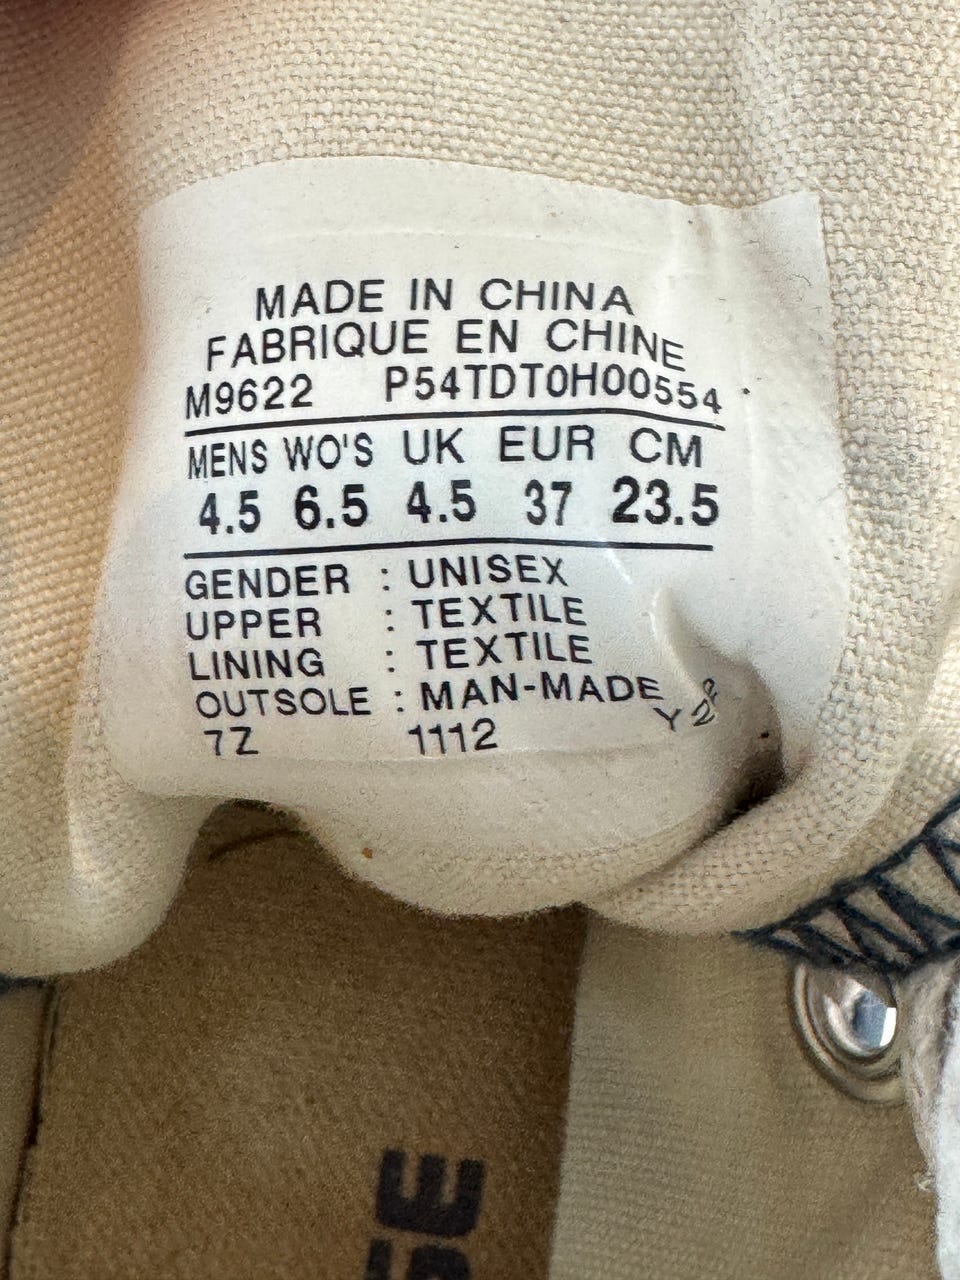 MADE IN CHINA
FABRIQUE EN CHINE
M9622 P54TDT0H00554
MENS WO'S UK EUR CM
4.5 6.5 4.5 37 23.5
GENDER : UNISEX
UPPER : TEXTILE
LINING : TEXTILE
OUTSOLE : MAN-MADE
7Z 1112 Y
SE